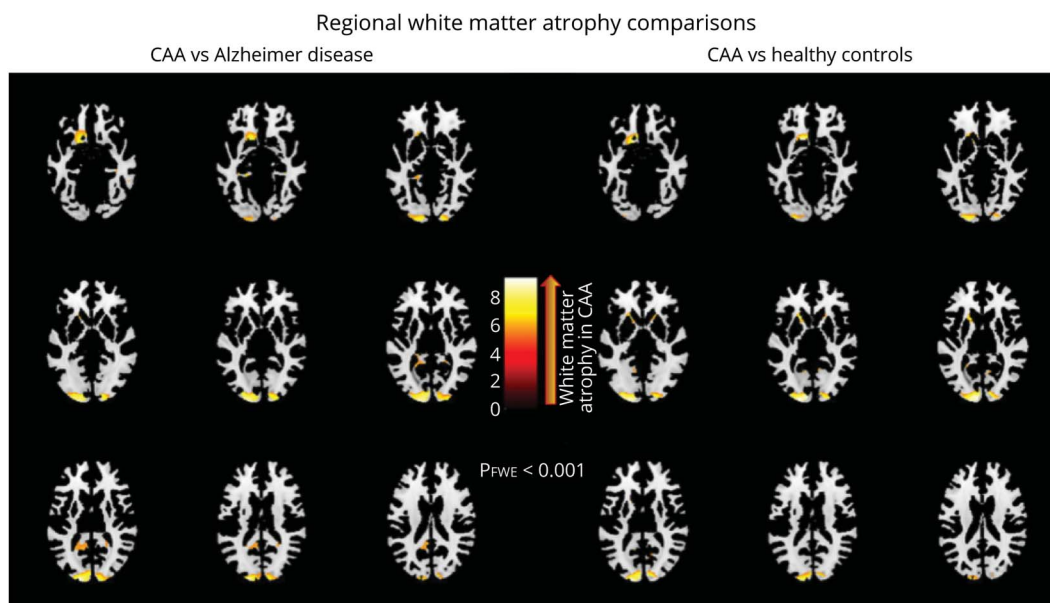 Regional white matter atrophy comparisons
CAA vs Alzheimer disease
CAA vs healthy controls
8
6
4
2
0
White matter
atrophy in CAA
PFWE < 0.001